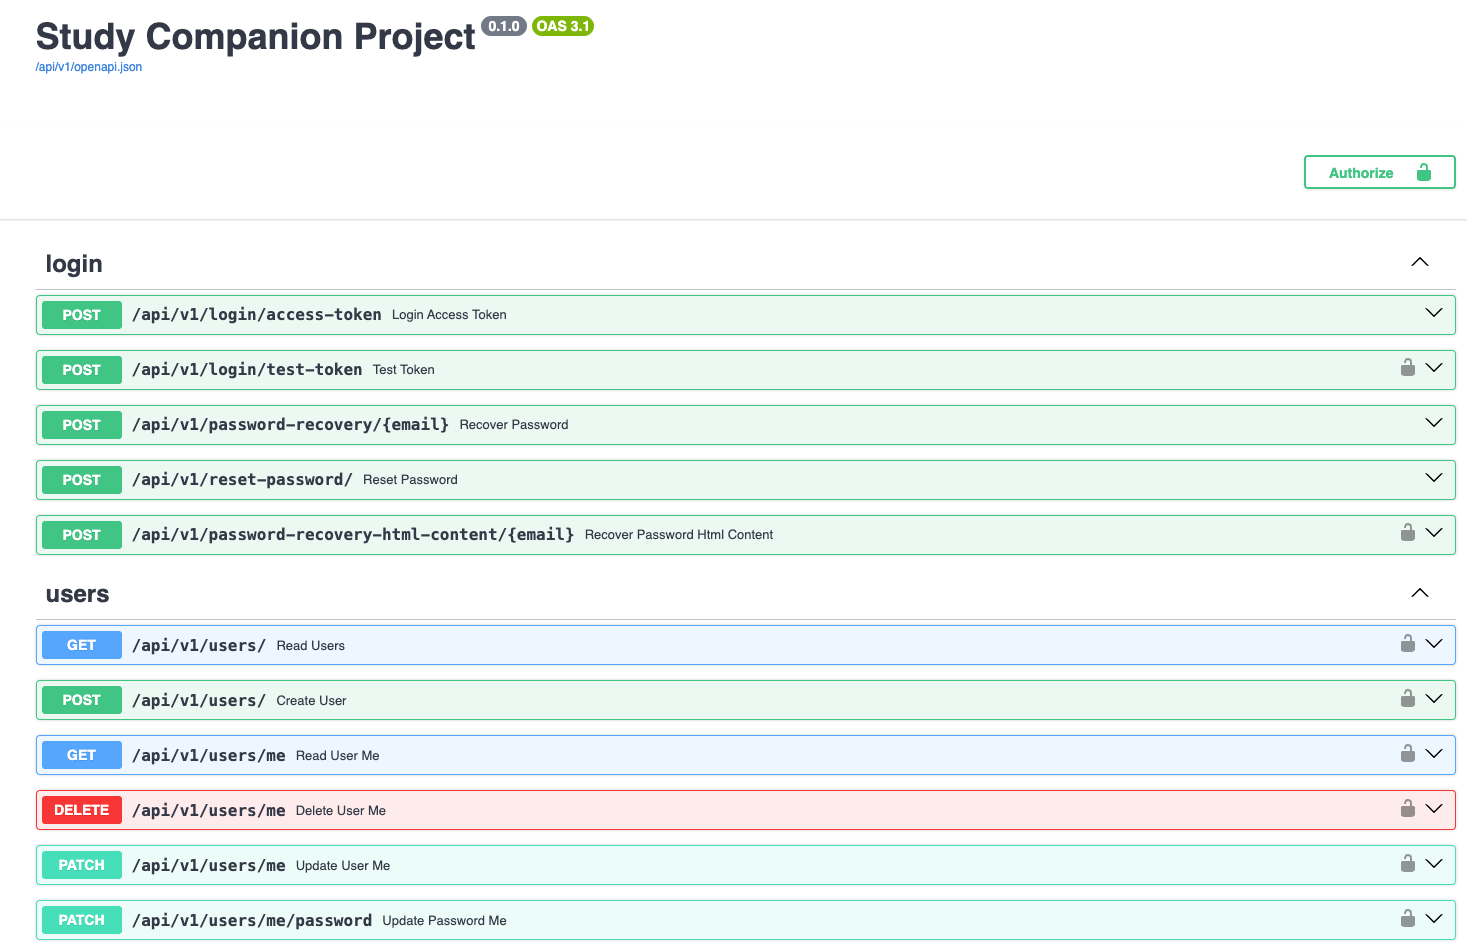 Study Companion Project 0.1.0 OAS 3.1
/api/v1/openapi.json
Authorize
login
POST /api/v1/login/access-token Login Access Token
POST /api/v1/login/test-token Test Token
POST /api/v1/password-recovery/{email} Recover Password
POST /api/v1/reset-password/ Reset Password
POST /api/v1/password-recovery-html-content/{email} Recover Password Html Content
users
GET /api/v1/users/ Read Users
POST /api/v1/users/ Create User
GET /api/v1/users/me Read User Me
DELETE /api/v1/users/me Delete User Me
PATCH /api/v1/users/me Update User Me
PATCH /api/v1/users/me/password Update Password Me